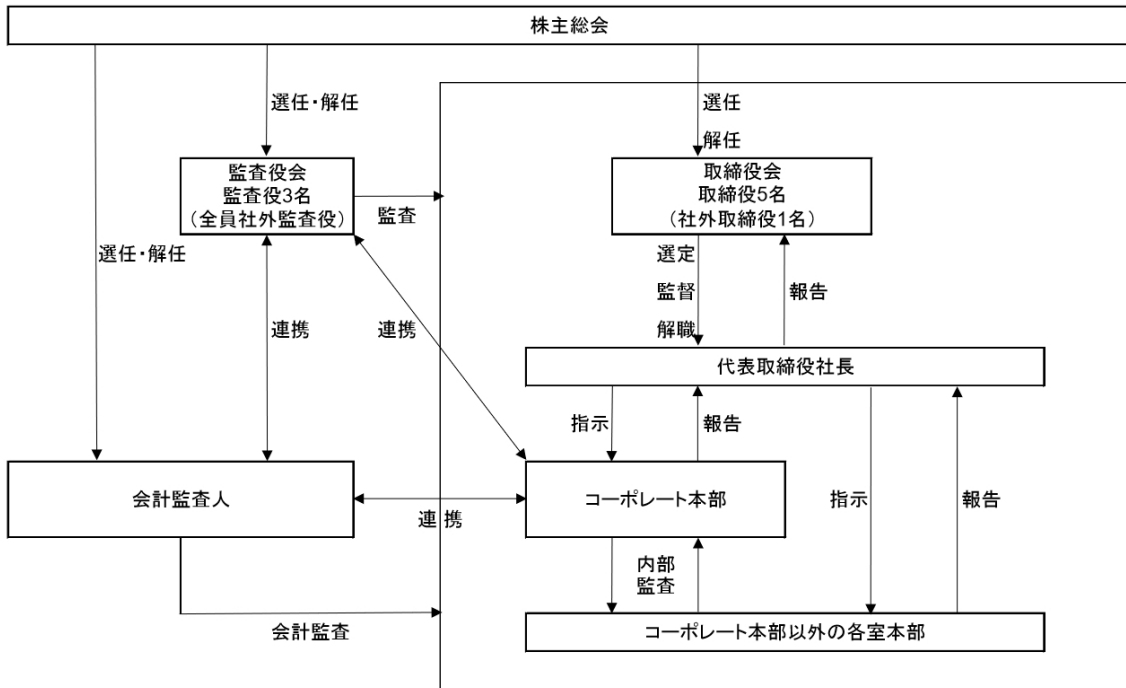 株主総会
選任・解任
選任
解任
監査役会
監査役3名
（全員社外監査役）
監査
取締役会
取締役5名
（社外取締役1名）
選任・解任
選定
監督
解職
報告
連携
連携
代表取締役社長
指示
報告
会計監査人
連 携
コーポレート本部
指示
報告
内部
監査
会計監査
コーポレート本部以外の各室本部